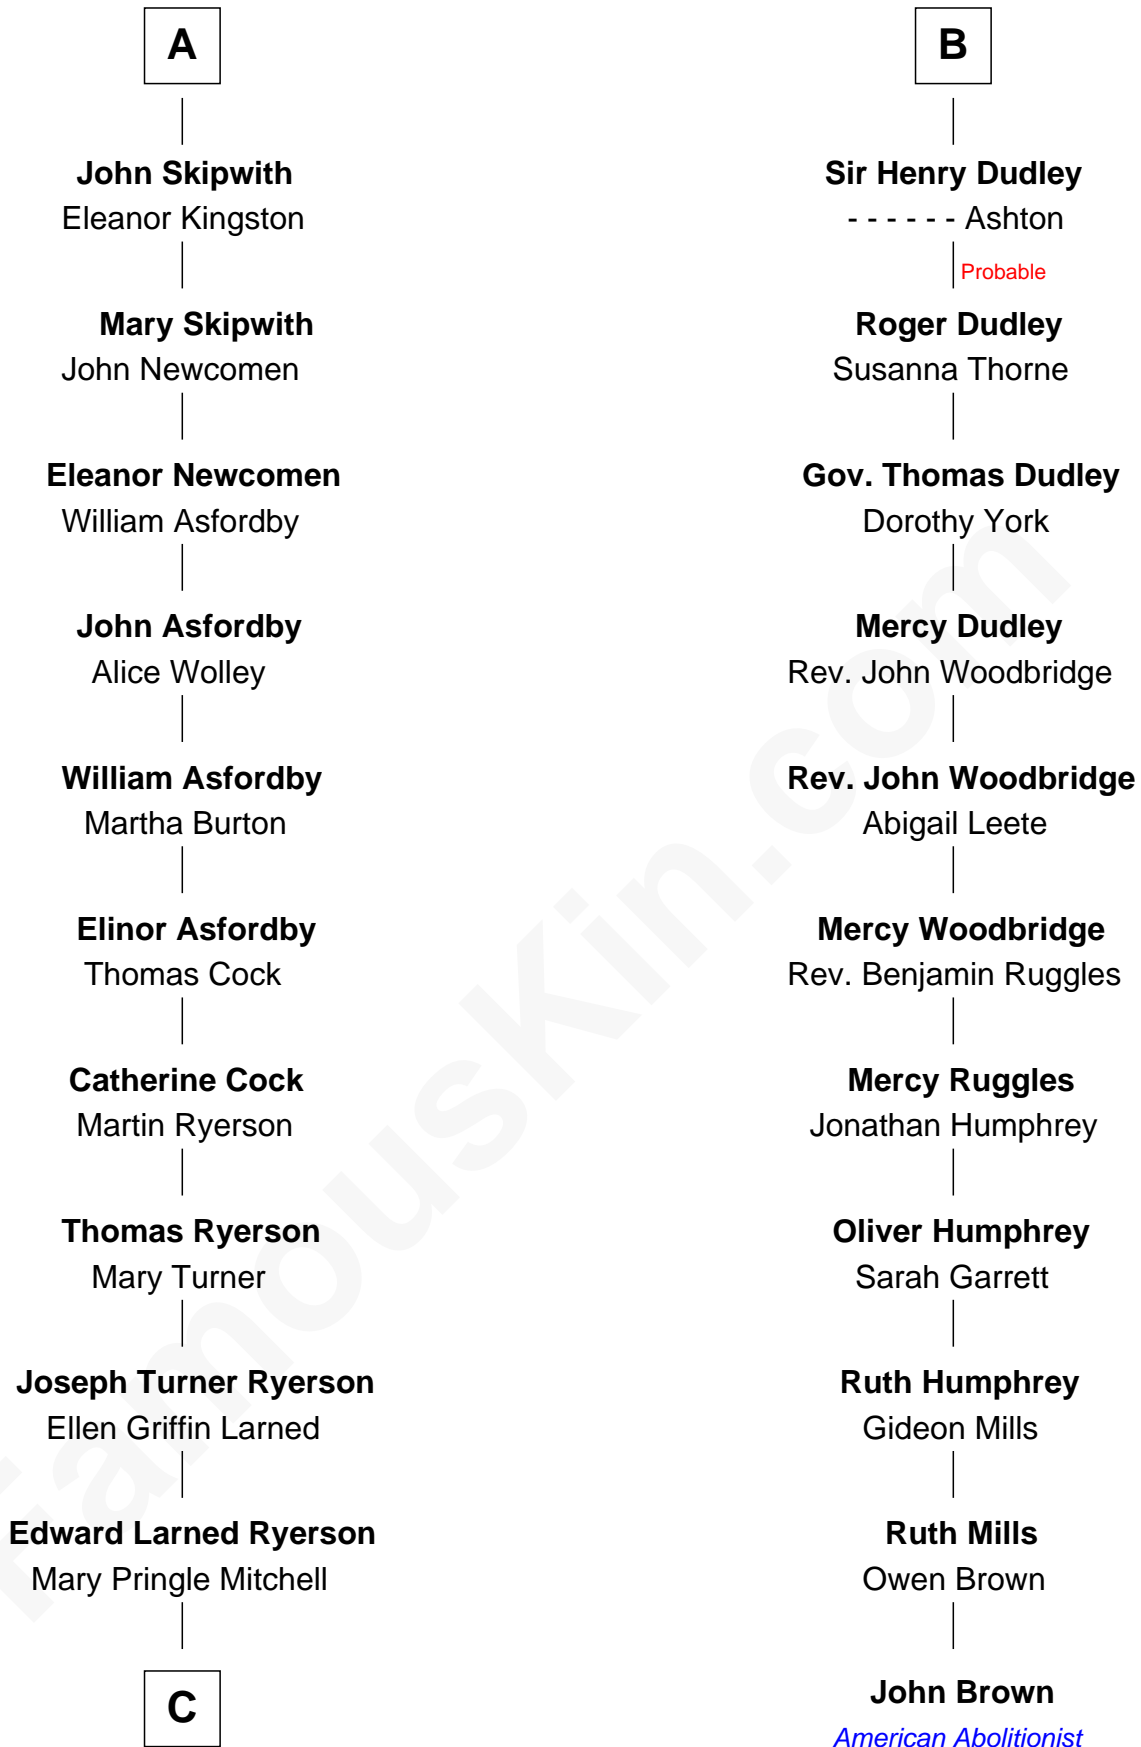 A
John Skipwith
Eleanor Kingston
Mary Skipwith
John Newcomen
Eleanor Newcomen
William Asfordby
John Asfordby
Alice Wolley
William Asfordby
Martha Burton
Elinor Asfordby
Thomas Cock
Catherine Cock
Martin Ryerson
Thomas Ryerson
Mary Turner
Joseph Turner Ryerson
Ellen Griffin Larned
Edward Larned Ryerson
Mary Pringle Mitchell
C
B
Sir Henry Dudley
- - - - - - Ashton
Probable
Roger Dudley
Susanna Thorne
Gov. Thomas Dudley
Dorothy York
Mercy Dudley
Rev. John Woodbridge
Rev. John Woodbridge
Abigail Leete
Mercy Woodbridge
Rev. Benjamin Ruggles
Mercy Ruggles
Jonathan Humphrey
Oliver Humphrey
Sarah Garrett
Ruth Humphrey
Gideon Mills
Ruth Mills
Owen Brown
John Brown
American Abolitionist
FamousKin.com